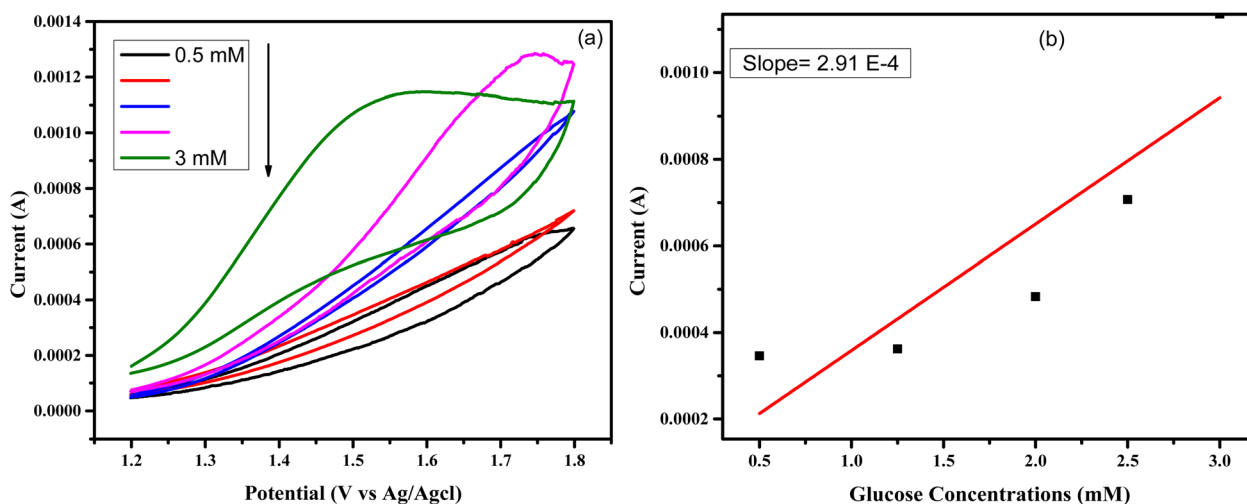 (a)
0.0014
0.0012
0.0010
0.0008
0.0006
0.0004
0.0002
0.0000
Current (A)
0.5 mM
3 mM
1.2 1.3 1.4 1.5 1.6 1.7 1.8
Potential (V vs Ag/Agcl)
(b)
Slope= 2.91 E-4
0.0010
0.0008
0.0006
0.0004
0.0002
Current (A)
0.5 1.0 1.5 2.0 2.5 3.0
Glucose Concentrations (mM)